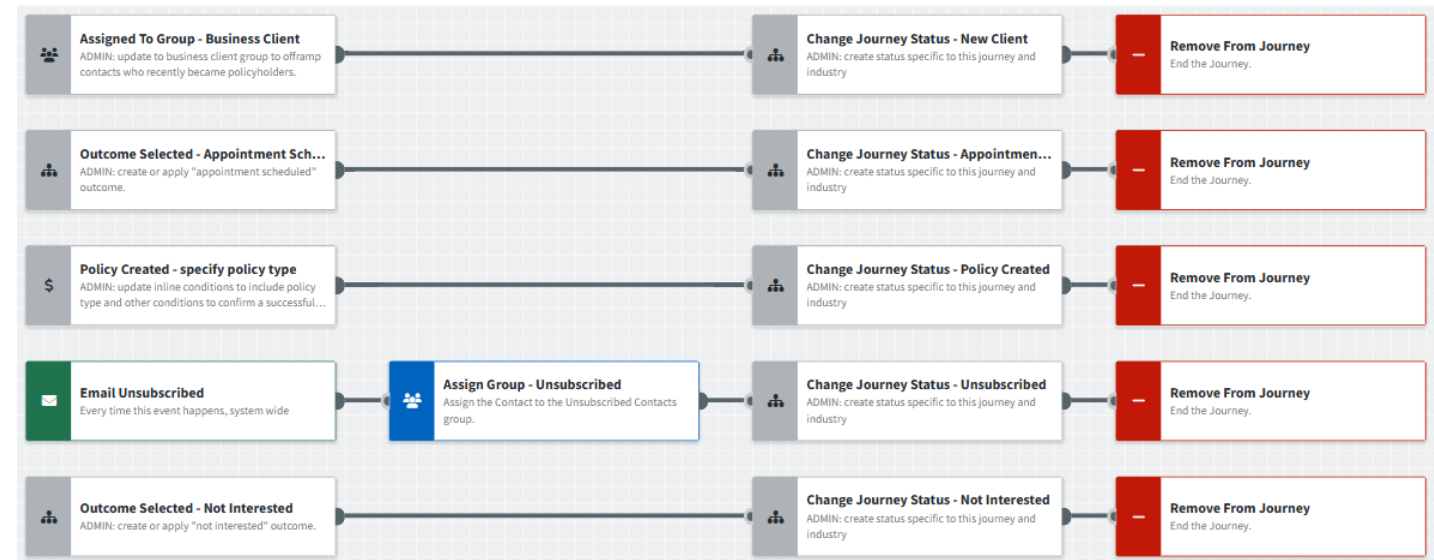 Assigned To Group - Business Client
ADMIN: update to business client group to offramp
contacts who recently became policyholders.
Change Journey Status - New Client
ADMIN: create status specific to this journey and
industry
Remove From Journey
End the Journey.
Outcome Selected - Appointment Sch...
ADMIN: create or apply "appointment scheduled"
outcome.
Change Journey Status - Appointmen...
ADMIN: create status specific to this journey and
industry
Remove From Journey
End the Journey.
$
Policy Created - specify policy type
ADMIN: update inline conditions to include policy
type and other conditions to confirm a successful...
Change Journey Status - Policy Created
ADMIN: create status specific to this journey and
industry
Remove From Journey
End the Journey.
Email Unsubscribed
Every time this event happens, system wide
Assign Group - Unsubscribed
Assign the Contact to the Unsubscribed Contacts
group.
Change Journey Status - Unsubscribed
ADMIN: create status specific to this journey and
industry
Remove From Journey
End the Journey.
Outcome Selected - Not Interested
ADMIN: create or apply "not interested" outcome.
Change Journey Status - Not Interested
ADMIN: create status specific to this journey and
industry
Remove From Journey
End the Journey.